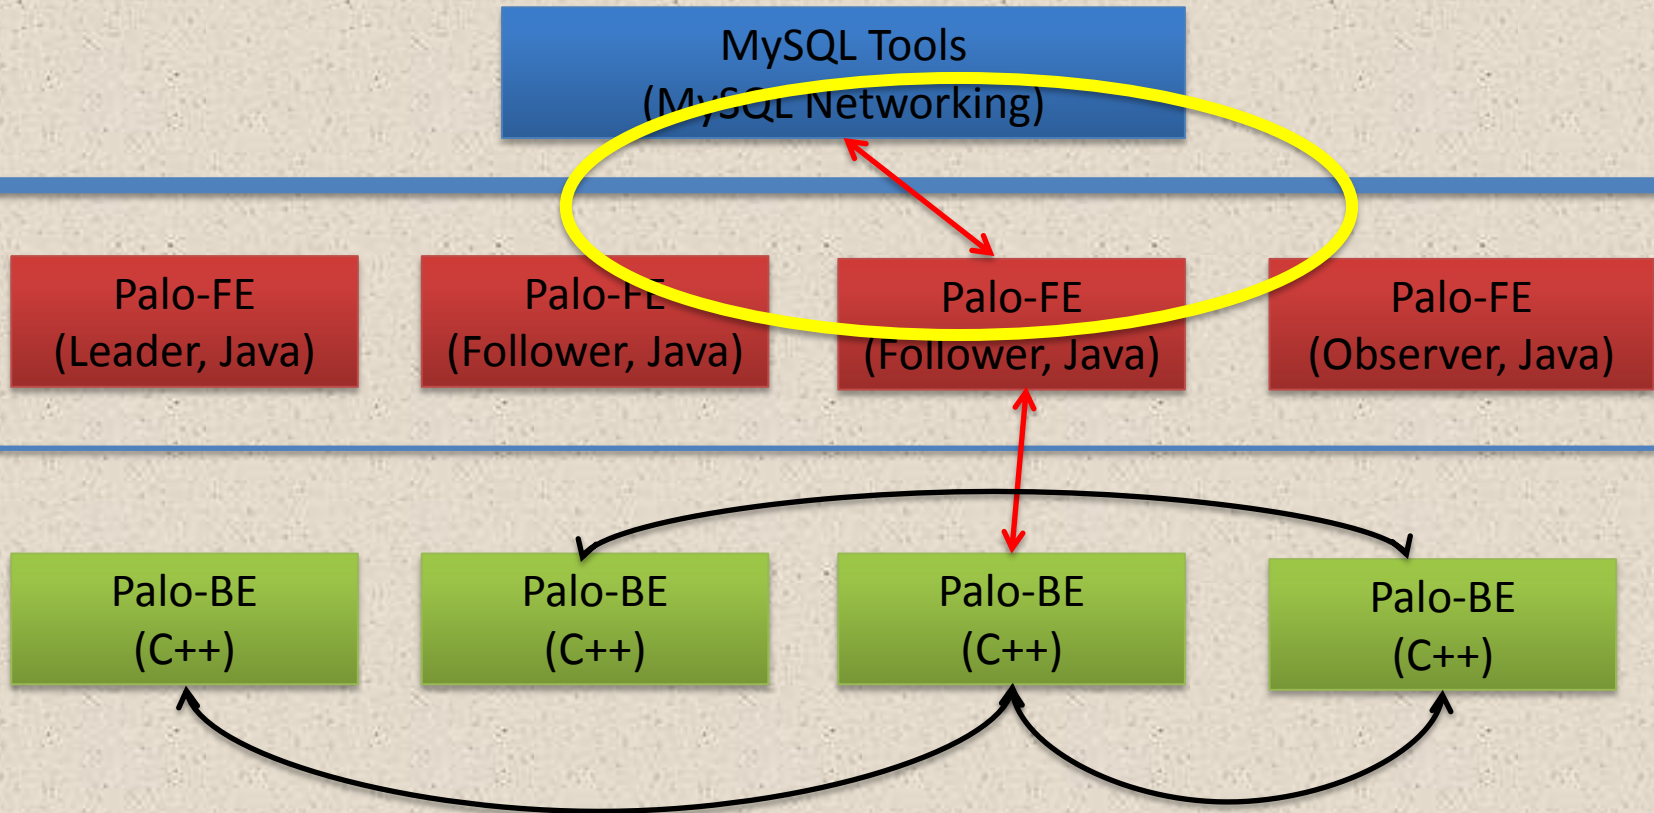 MySQL Tools
(MySQL Networking)
Palo-FE
(Leader, Java)
Palo-FE
(Follower, Java)
Palo-FE
(Follower, Java)
Palo-FE
(Observer, Java)
Palo-BE
(C++)
Palo-BE
(C++)
Palo-BE
(C++)
Palo-BE
(C++)